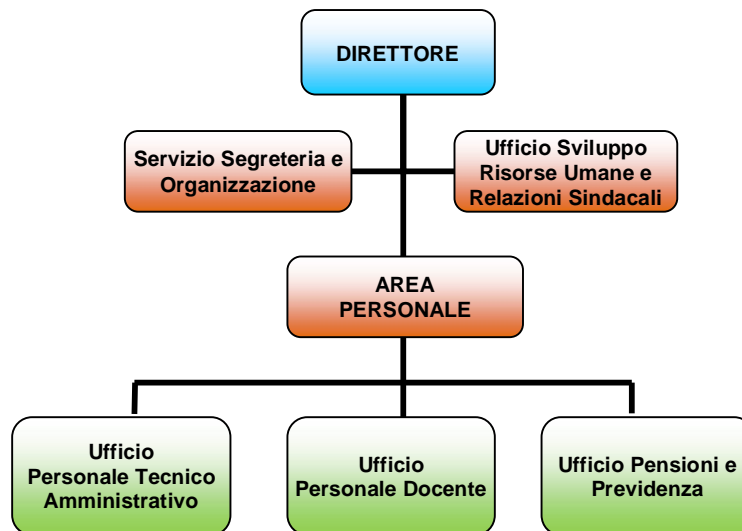 DIRETTORE
Servizio Segreteria e
Organizzazione
Ufficio Sviluppo
Risorse Umane e
Relazioni Sindacali
AREA
PERSONALE
Ufficio
Personale Tecnico
Amministrativo
Ufficio
Personale Docente
Ufficio Pensioni e
Previdenza